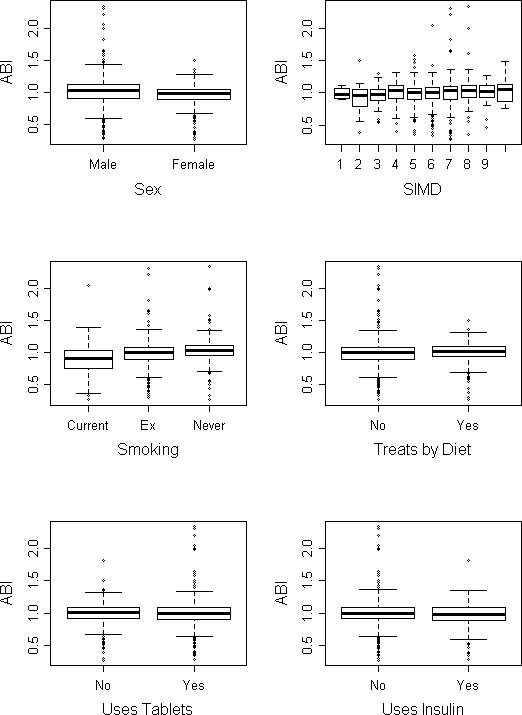 ABI
0.5 1.0 1.5 2.0
Male Female
Sex
ABI
0.5 1.0 1.5 2.0
1 2 3 4 5 6 7 8 9
SIMD
ABI
0.5 1.0 1.5 2.0
Current Ex Never
Smoking
ABI
0.5 1.0 1.5 2.0
No Yes
Treats by Diet
ABI
0.5 1.0 1.5 2.0
No Yes
Uses Tablets
ABI
0.5 1.0 1.5 2.0
No Yes
Uses Insulin